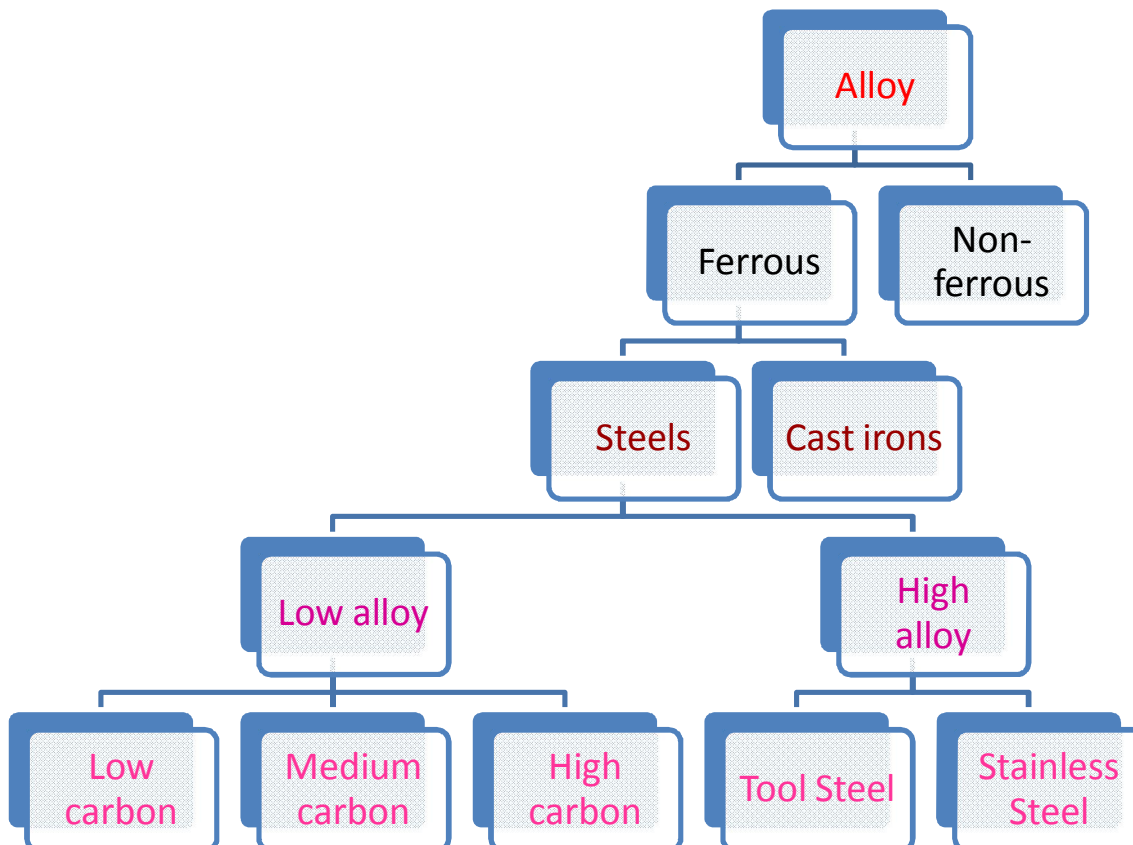 Alloy
Ferrous
Non-
ferrous
Steels
Cast irons
Low alloy
High
alloy
Low
carbon
Medium
carbon
High
carbon
Tool Steel
Stainless
Steel